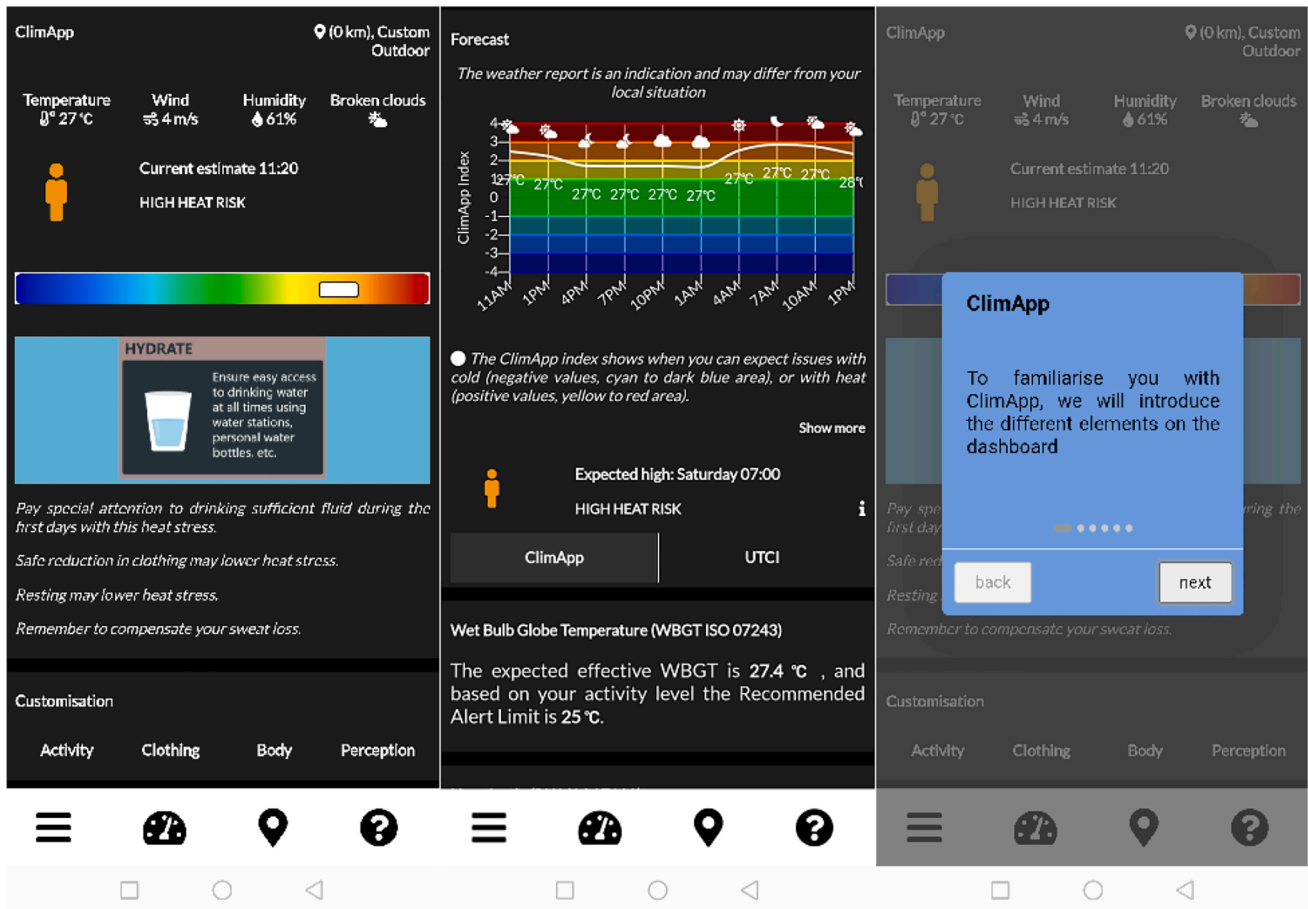 ClimApp
(0 km), Custom
Outdoor
Temperature Wind Humidity Broken clouds
27 °C 4 m/s 61%
Current estimate 11:20
HIGH HEAT RISK
HYDRATE
Ensure easy access
to drinking water
at all times using
water stations,
personal water
bottles, etc.
Pay special attention to drinking sufficient fluid during the
first days with this heat stress.
Safe reduction in clothing may lower heat stress.
Resting may lower heat stress.
Remember to compensate your sweat loss.
Customisation
Activity Clothing Body Perception
Forecast
The weather report is an indication and may differ from your
local situation
ClimApp Index
4
3
2
1
0
-1
-2
-3
-4
27°C 27°C 27°C 27°C 27°C 27°C 27°C 27°C 27°C 28°
11AM 1PM 4PM 7PM 10PM 1AM 4AM 7AM 10AM 1PM
The ClimApp index shows when you can expect issues with
cold (negative values, cyan to dark blue area), or with heat
(positive values, yellow to red area).
Show more
Expected high: Saturday 07:00
HIGH HEAT RISK i
ClimApp UTCI
Wet Bulb Globe Temperature (WBGT ISO 07243)
The expected effective WBGT is 27.4 °C , and
based on your activity level the Recommended
Alert Limit is 25 °C.
ClimApp
(0 km), Custom
Outdoor
Temperature Wind Humidity Broken clouds
27 °C 4 m/s 61%
Current estimate 11:20
HIGH HEAT RISK
ClimApp
To familiarise you with
ClimApp, we will introduce
the different elements on the
dashboard
back next
Pay spe ring the
first day
Safe red
Resting
Remember to compensate your sweat loss.
Customisation
Activity Clothing Body Perception